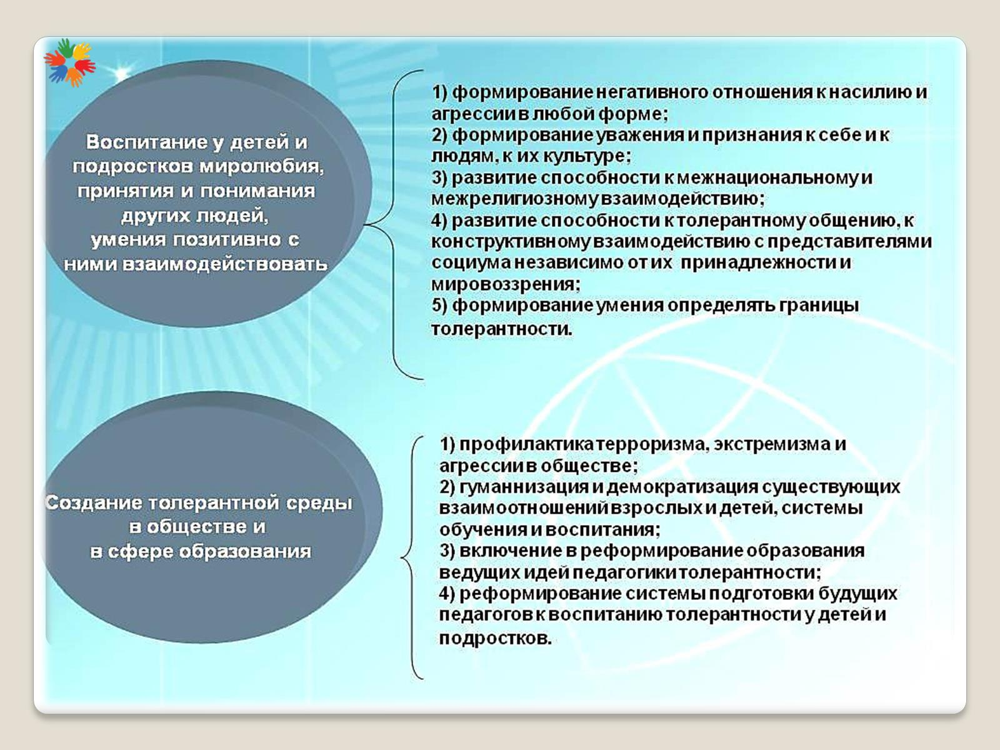 Воспитание у детей и
подростков миролюбия,
принятия и понимания
других людей,
умения позитивно с
ними взаимодействовать
1) формирование негативного отношения к насилию и
агрессии в любой форме;
2) формирование уважения и признания к себе и к
людям, к их культуре;
3) развитие способности к межнациональному и
межрелигиозному взаимодействию;
4) развитие способности к толерантному общению, к
конструктивному взаимодействию с представителями
социума независимо от их принадлежности и
мировоззрения;
5) формирование умения определять границы
толерантности.
Создание толерантной среды
в обществе и
в сфере образования
1) профилактика терроризма, экстремизма и
агрессии в обществе;
2) гуманнизация и демократизация существующих
взаимоотношений взрослых и детей, системы
обучения и воспитания;
3) включение в реформирование образования
ведущих идей педагогики толерантности;
4) реформирование системы подготовки будущих
педагогов к воспитанию толерантности у детей и
подростков.